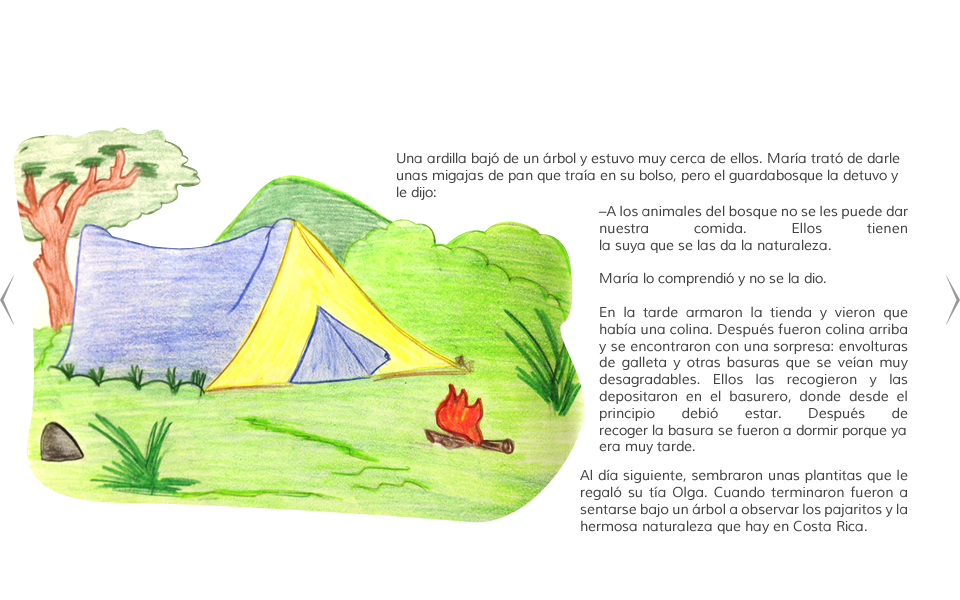 Una ardilla bajó de un árbol y estuvo muy cerca de ellos. María trató de darle
unas migajas de pan que traía en su bolso, pero el guardabosque la detuvo y
le dijo:
–A los animales del bosque no se les puede dar
nuestra comida. Ellos tienen
la suya que se las da la naturaleza.
María lo comprendió y no se la dio.
En la tarde armaron la tienda y vieron que
había una colina. Después fueron colina arriba
y se encontraron con una sorpresa: envolturas
de galleta y otras basuras que se veían muy
desagradables. Ellos las recogieron y las
depositaron en el basurero, donde desde el
principio debió estar. Después de
recoger la basura se fueron a dormir porque ya
era muy tarde.
Al día siguiente, sembraron unas plantitas que le
regaló su tía Olga. Cuando terminaron fueron a
sentarse bajo un árbol a observar los pajaritos y la
hermosa naturaleza que hay en Costa Rica.